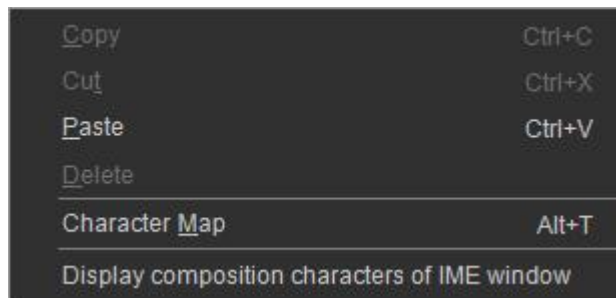 Copy Ctrl+C
Cut Ctrl+X
Paste Ctrl+V
Delete
Character Map Alt+T
Display composition characters of IME window